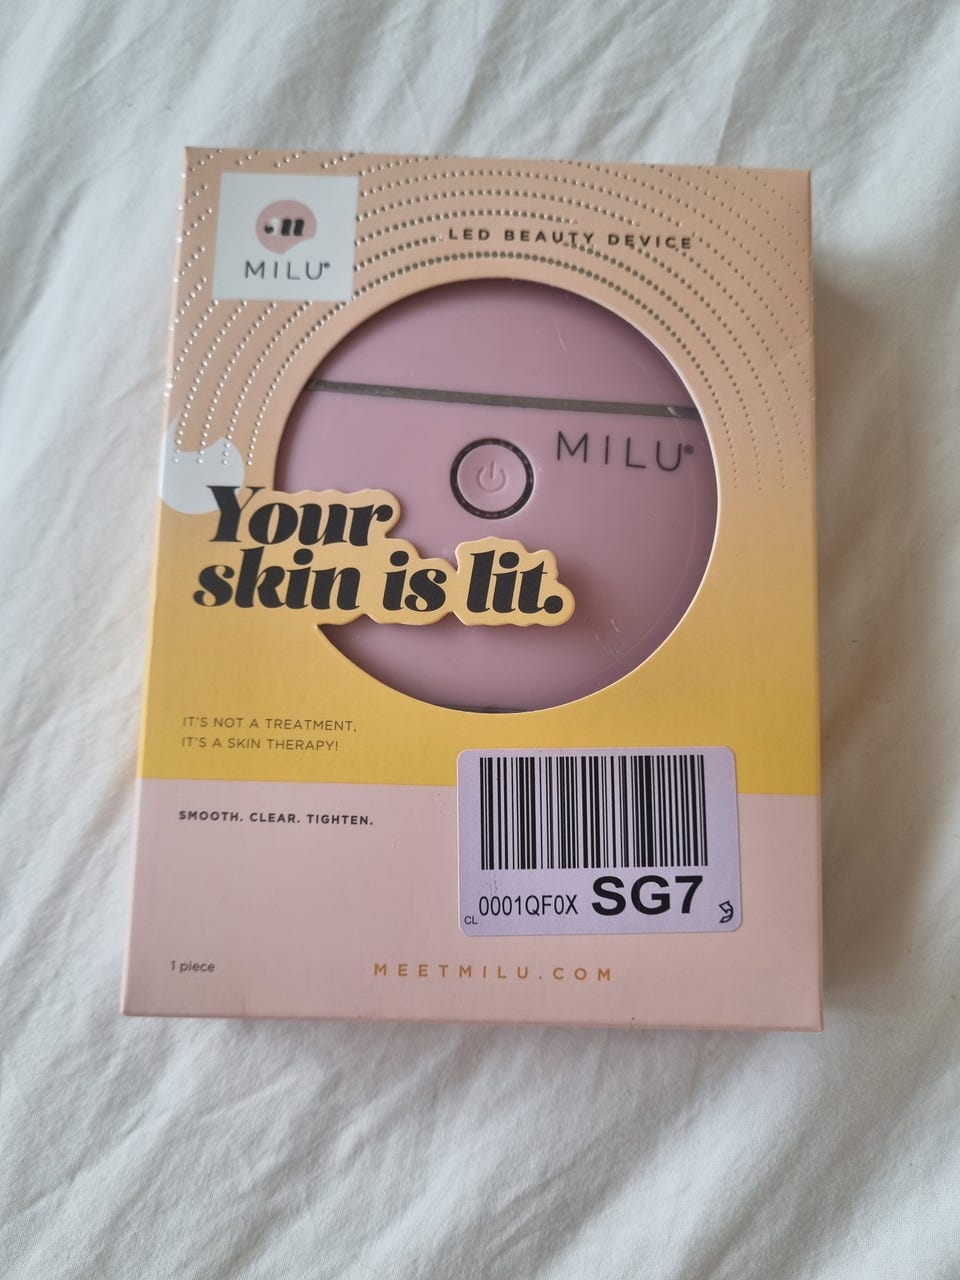 MILU®
LED BEAUTY DEVICE
MILU®
Your
skin is lit.
IT'S NOT A TREATMENT,
IT'S A SKIN THERAPY!
SMOOTH. CLEAR. TIGHTEN.
CL 0001QF0X SG7
1 piece
MEETMILU.COM